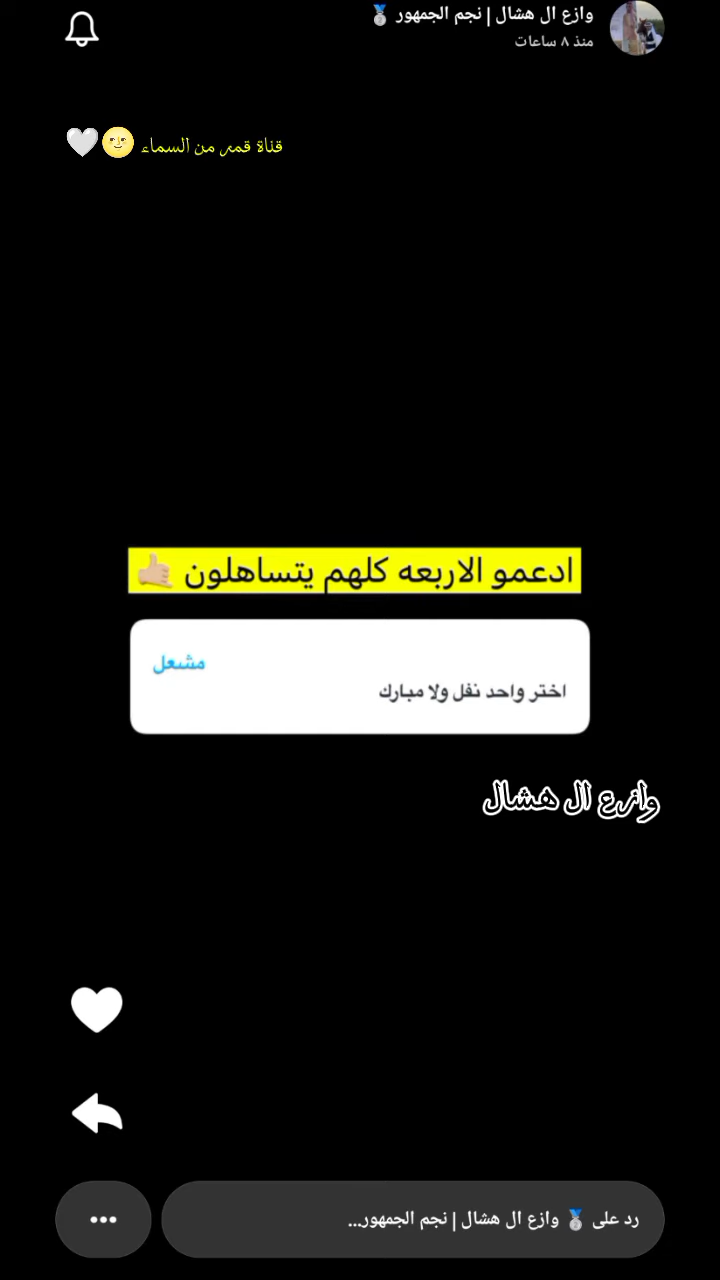 وازع ال هشال | نجم الجمهور 🥈
منذ ٨ ساعات
قناة قمر من السماء 🌝🤍
ادعمو الاربعه كلهم يتساهلون 🤙🏼
مشعل
اختر واحد نفل ولا مبارك
وازع ال هشال
رد على 🥈 وازع ال هشال | نجم الجمهور...